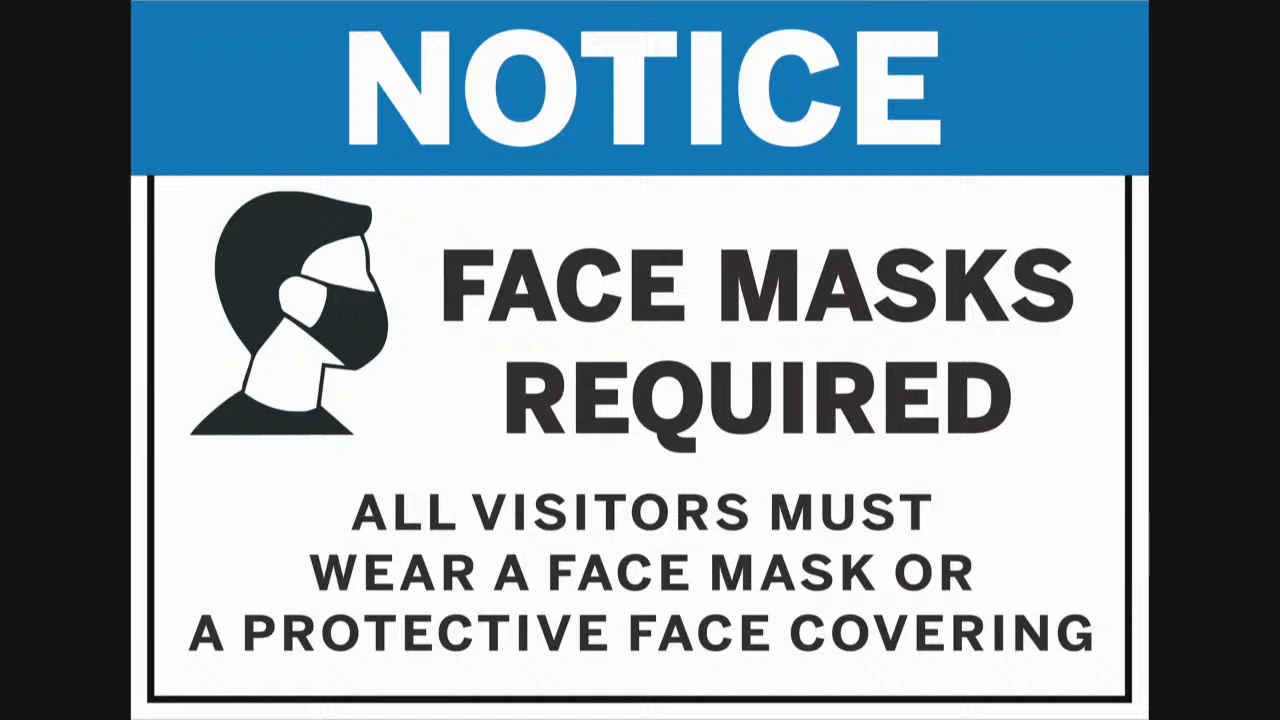 NOTICE
FACE MASKS
REQUIRED
ALL VISITORS MUST
WEAR A FACE MASK OR
A PROTECTIVE FACE COVERING